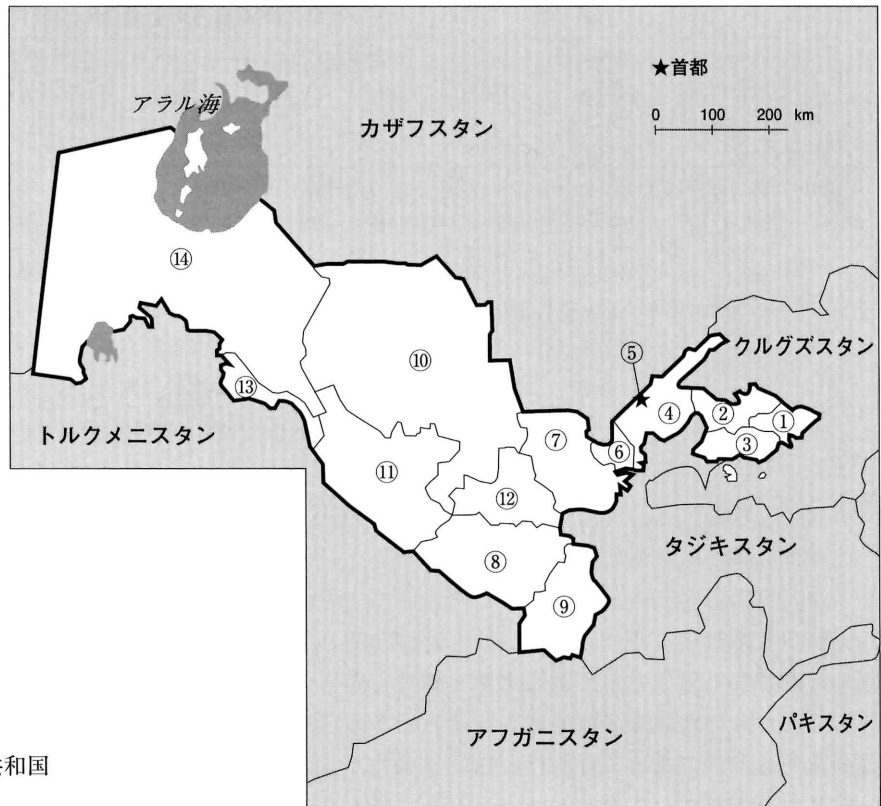 アラル海
カザフスタン
★首都
0 100 200 km
⑭
⑩
⑤
クルグズスタン
④
②
①
③
⑬
⑦
⑥
トルクメニスタン
⑪
⑫
タジキスタン
⑧
⑨
アフガニスタン
パキスタン
和国